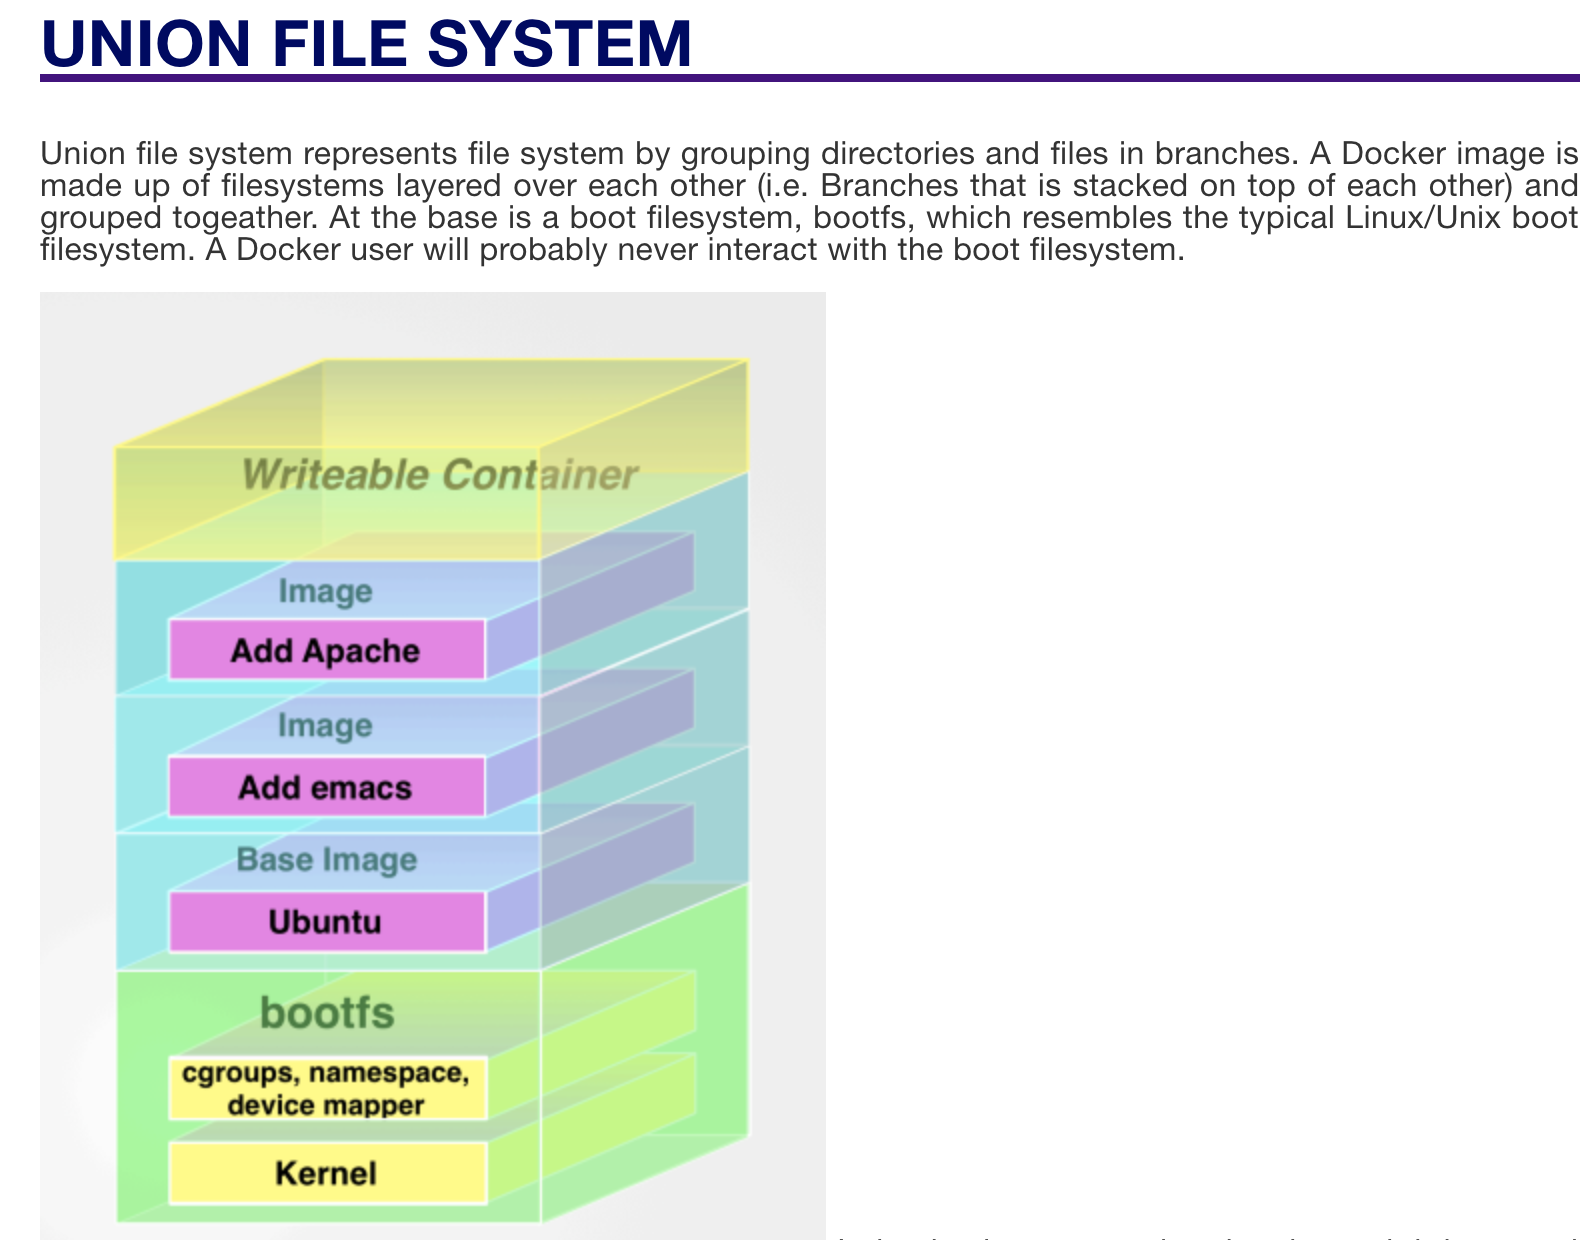 UNION FILE SYSTEM
Union file system represents file system by grouping directories and files in branches. A Docker image is
made up of filesystems layered over each other (i.e. Branches that is stacked on top of each other) and
grouped togeather. At the base is a boot filesystem, bootfs, which resembles the typical Linux/Unix boot
filesystem. A Docker user will probably never interact with the boot filesystem.
Writeable Container
Image
Add Apache
Image
Add emacs
Base Image
Ubuntu
bootfs
cgroups, namespace,
device mapper
Kernel